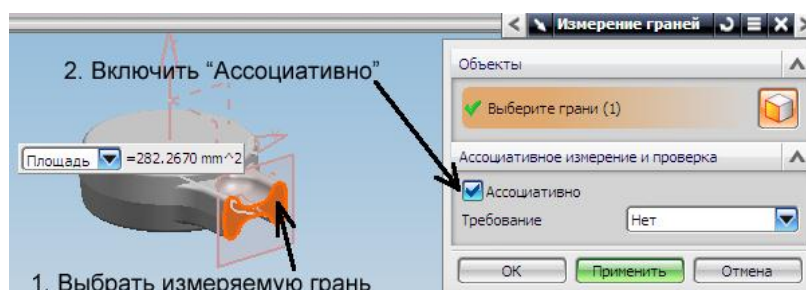 Измерение граней
2. Включить “Ассоциативно”
Объекты
Выберите грани (1)
Площадь =282.2670 mm^2
Ассоциативное измерение и проверка
Ассоциативно
Требование Нет
1. Выбрать измеряемую грань
ОК Применить Отмена